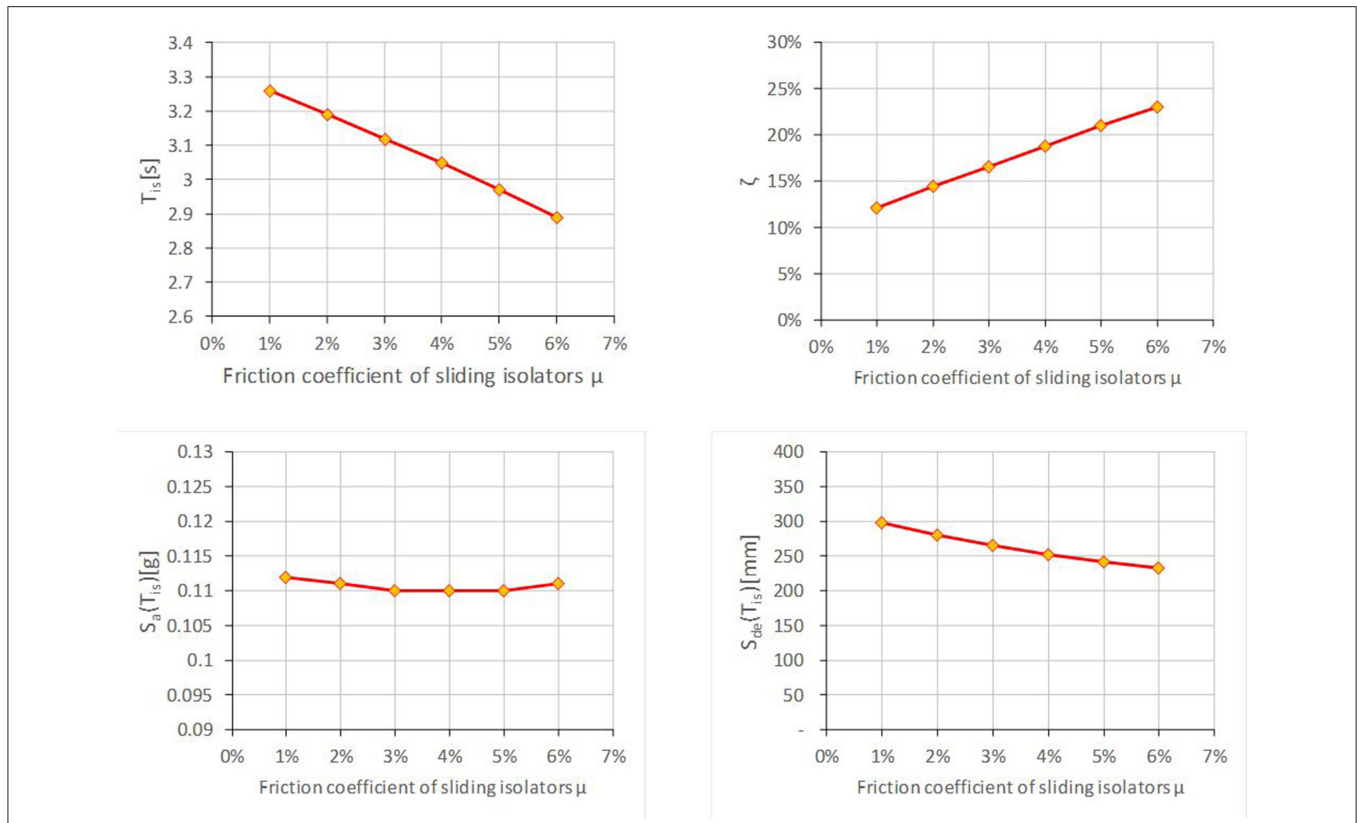 3.4
3.3
3.2
3.1
3
2.9
2.8
2.7
2.6
T_is[s]
0% 1% 2% 3% 4% 5% 6% 7%
Friction coefficient of sliding isolators μ
30%
25%
20%
15%
10%
5%
0%
ζ
0% 1% 2% 3% 4% 5% 6% 7%
Friction coefficient of sliding isolators μ
0.13
0.125
0.12
0.115
0.11
0.105
0.1
0.095
0.09
S_a(T_is)[g]
0% 1% 2% 3% 4% 5% 6% 7%
Friction coefficient of sliding isolators μ
400
350
300
250
200
150
100
50
-
S_de(T_is)[mm]
0% 1% 2% 3% 4% 5% 6% 7%
Friction coefficient of sliding isolators μ